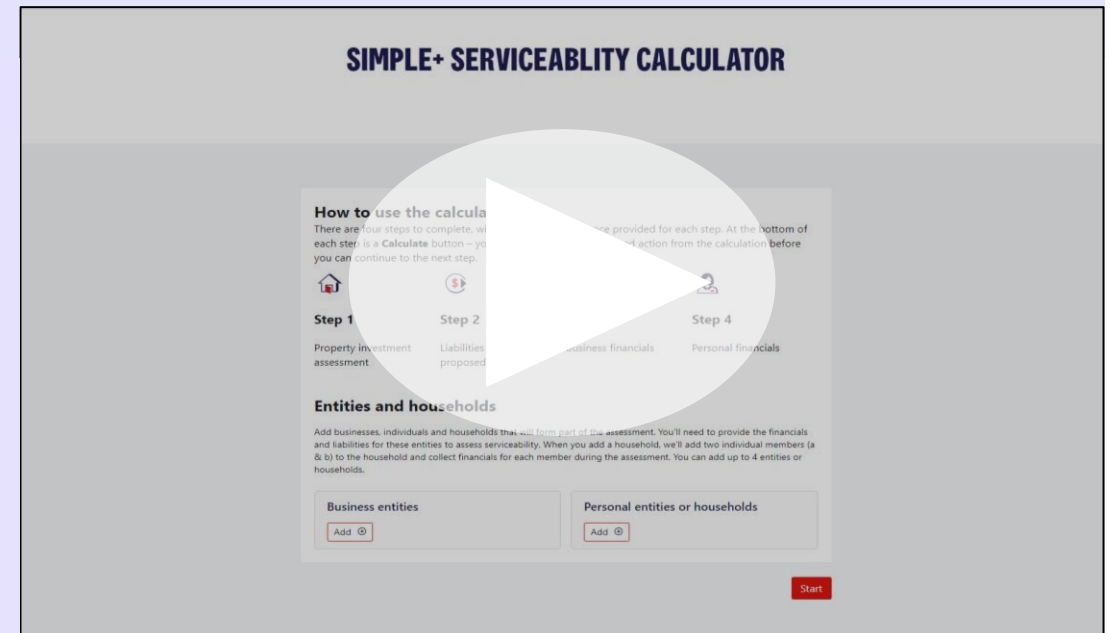 SIMPLE+ SERVICEABLITY CALCULATOR
How to use the calcula
There are four steps to complete, wi ce provided for each step. At the bottom of
each step is a Calculate button – yo d action from the calculation before
you can continue to the next step.
Step 1 Step 2 Step 4
Property investment Liabilities business financials Personal financials
assessment proposed
Entities and households
Add businesses, individuals and households that will form part of the assessment. You'll need to provide the financials
and liabilities for these entities to assess serviceability. When you add a household, we'll add two individual members (a
& b) to the household and collect financials for each member during the assessment. You can add up to 4 entities or
households.
Business entities Personal entities or households
Add Add
Start